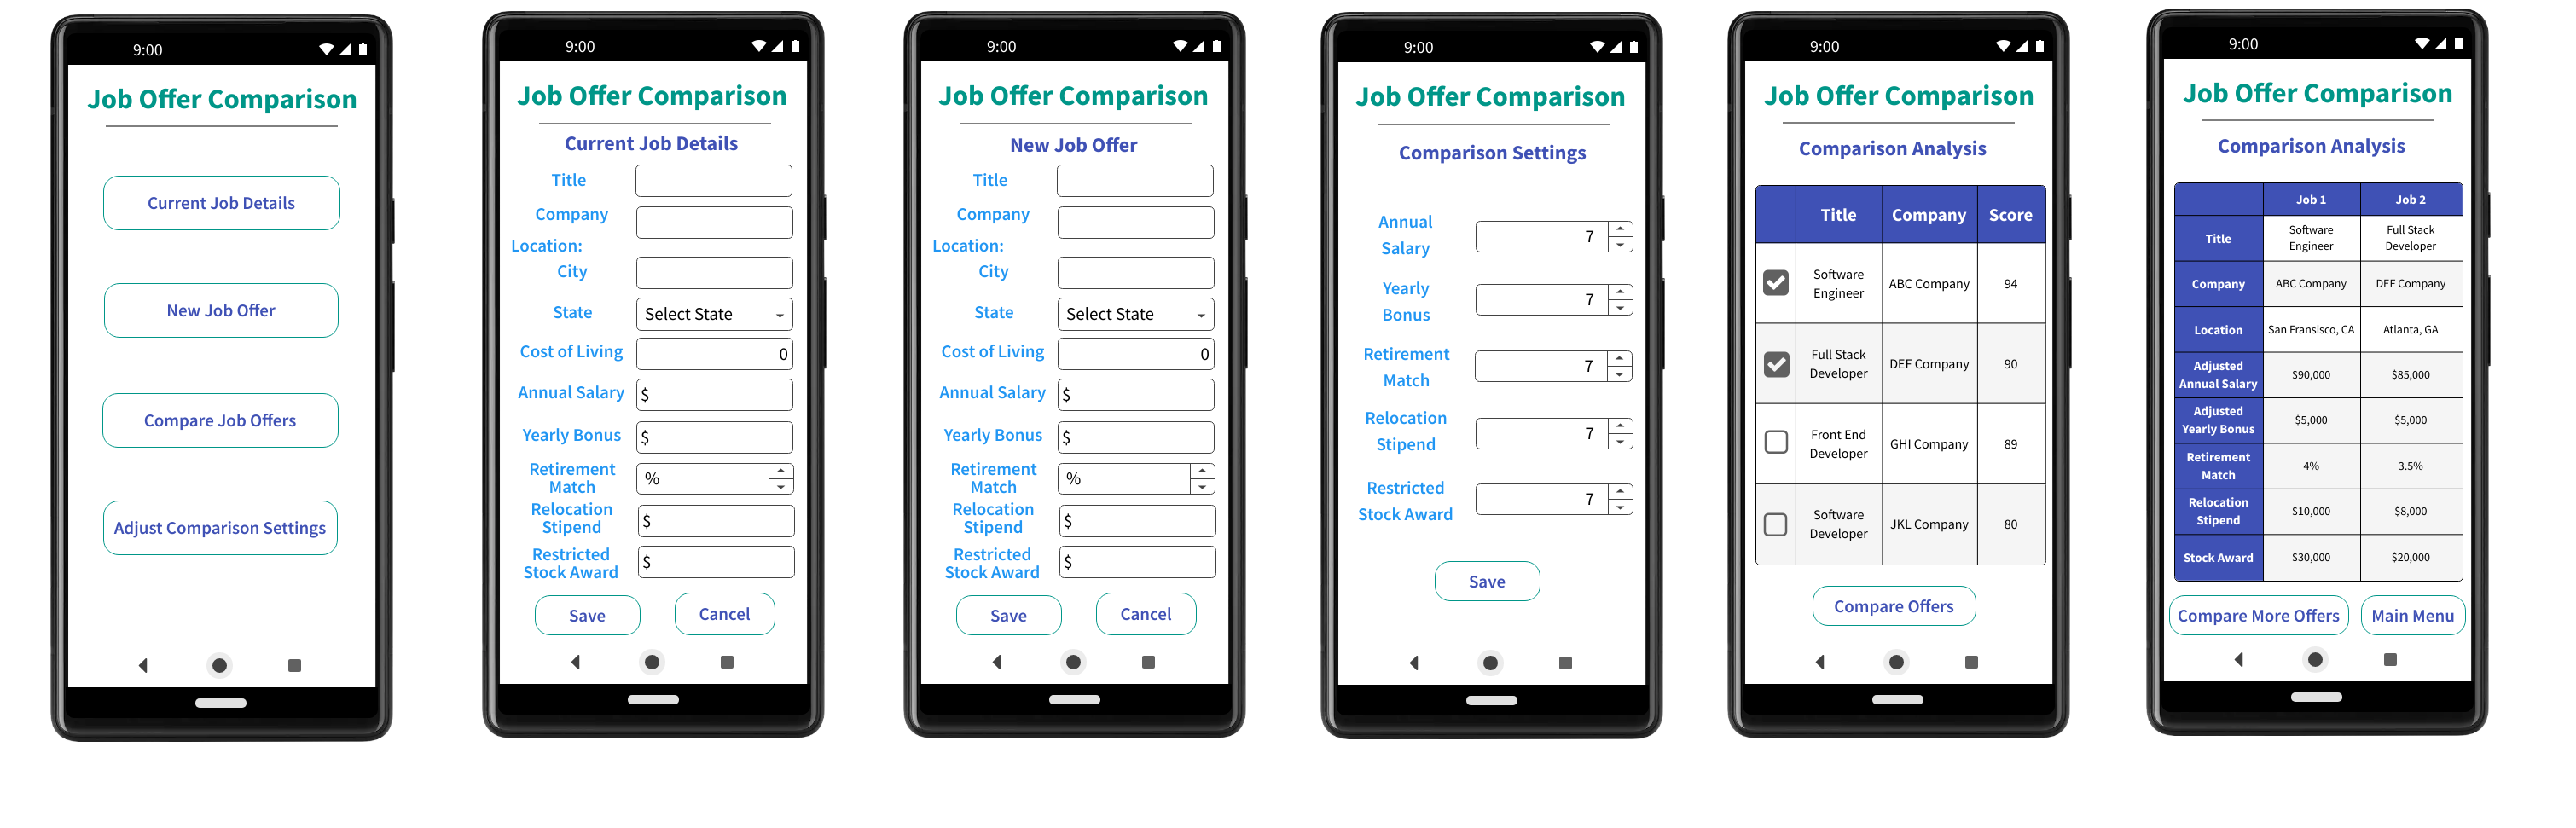 9:00
Job Offer Comparison
Current Job Details
New Job Offer
Compare Job Offers
Adjust Comparison Settings
9:00
Job Offer Comparison
Current Job Details
Title
Company
Location:
City
State
Select State
Cost of Living
0
Annual Salary
$
Yearly Bonus
$
Retirement
Match
%
Relocation
Stipend
$
Restricted
Stock Award
$
Save
Cancel
9:00
Job Offer Comparison
New Job Offer
Title
Company
Location:
City
State
Select State
Cost of Living
0
Annual Salary
$
Yearly Bonus
$
Retirement
Match
%
Relocation
Stipend
$
Restricted
Stock Award
$
Save
Cancel
9:00
Job Offer Comparison
Comparison Settings
Annual
Salary
7
Yearly
Bonus
7
Retirement
Match
7
Relocation
Stipend
7
Restricted
Stock Award
7
Save
9:00
Job Offer Comparison
Comparison Analysis
Title Company Score
Software
Engineer
ABC Company
94
Full Stack
Developer
DEF Company
90
Front End
Developer
GHI Company
89
Software
Developer
JKL Company
80
Compare Offers
9:00
Job Offer Comparison
Comparison Analysis
Job 1 Job 2
Title
Software
Engineer
Full Stack
Developer
Company ABC Company DEF Company
Location San Fransisco, CA Atlanta, GA
Adjusted
Annual Salary
$90,000 $85,000
Adjusted
Yearly Bonus
$5,000 $5,000
Retirement
Match
4% 3.5%
Relocation
Stipend
$10,000 $8,000
Stock Award $30,000 $20,000
Compare More Offers
Main Menu